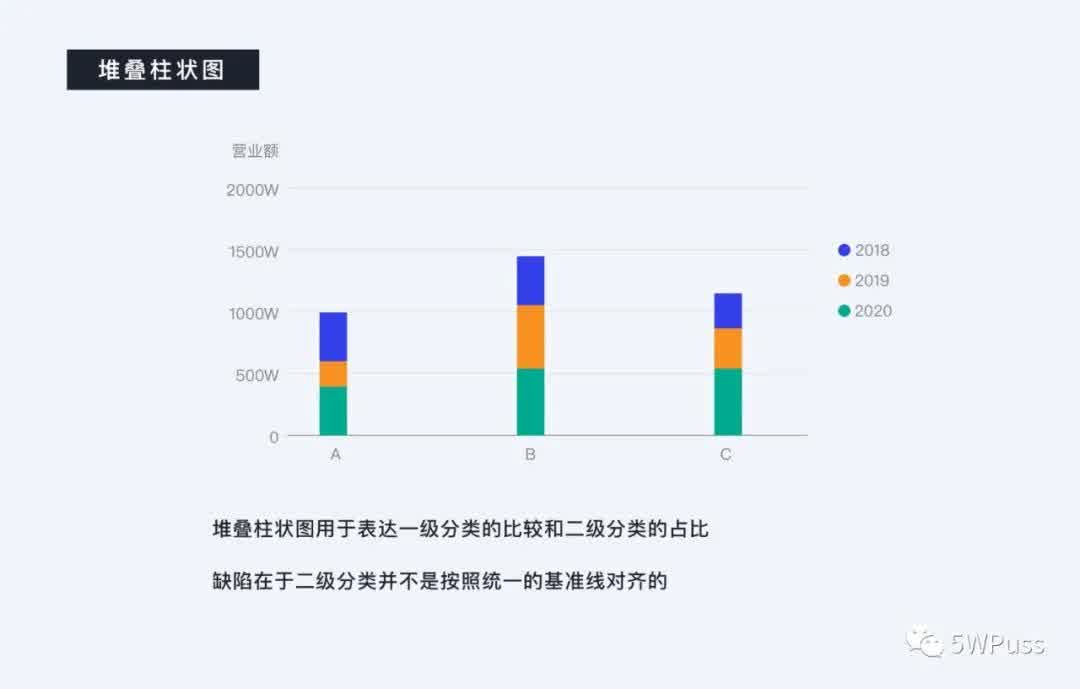 堆叠柱状图
营业额
2000W
1500W
1000W
500W
0
A
B
C
2018
2019
2020
堆叠柱状图用于表达一级分类的比较和二级分类的占比
缺陷在于二级分类并不是按照统一的基准线对齐的
5WPuss